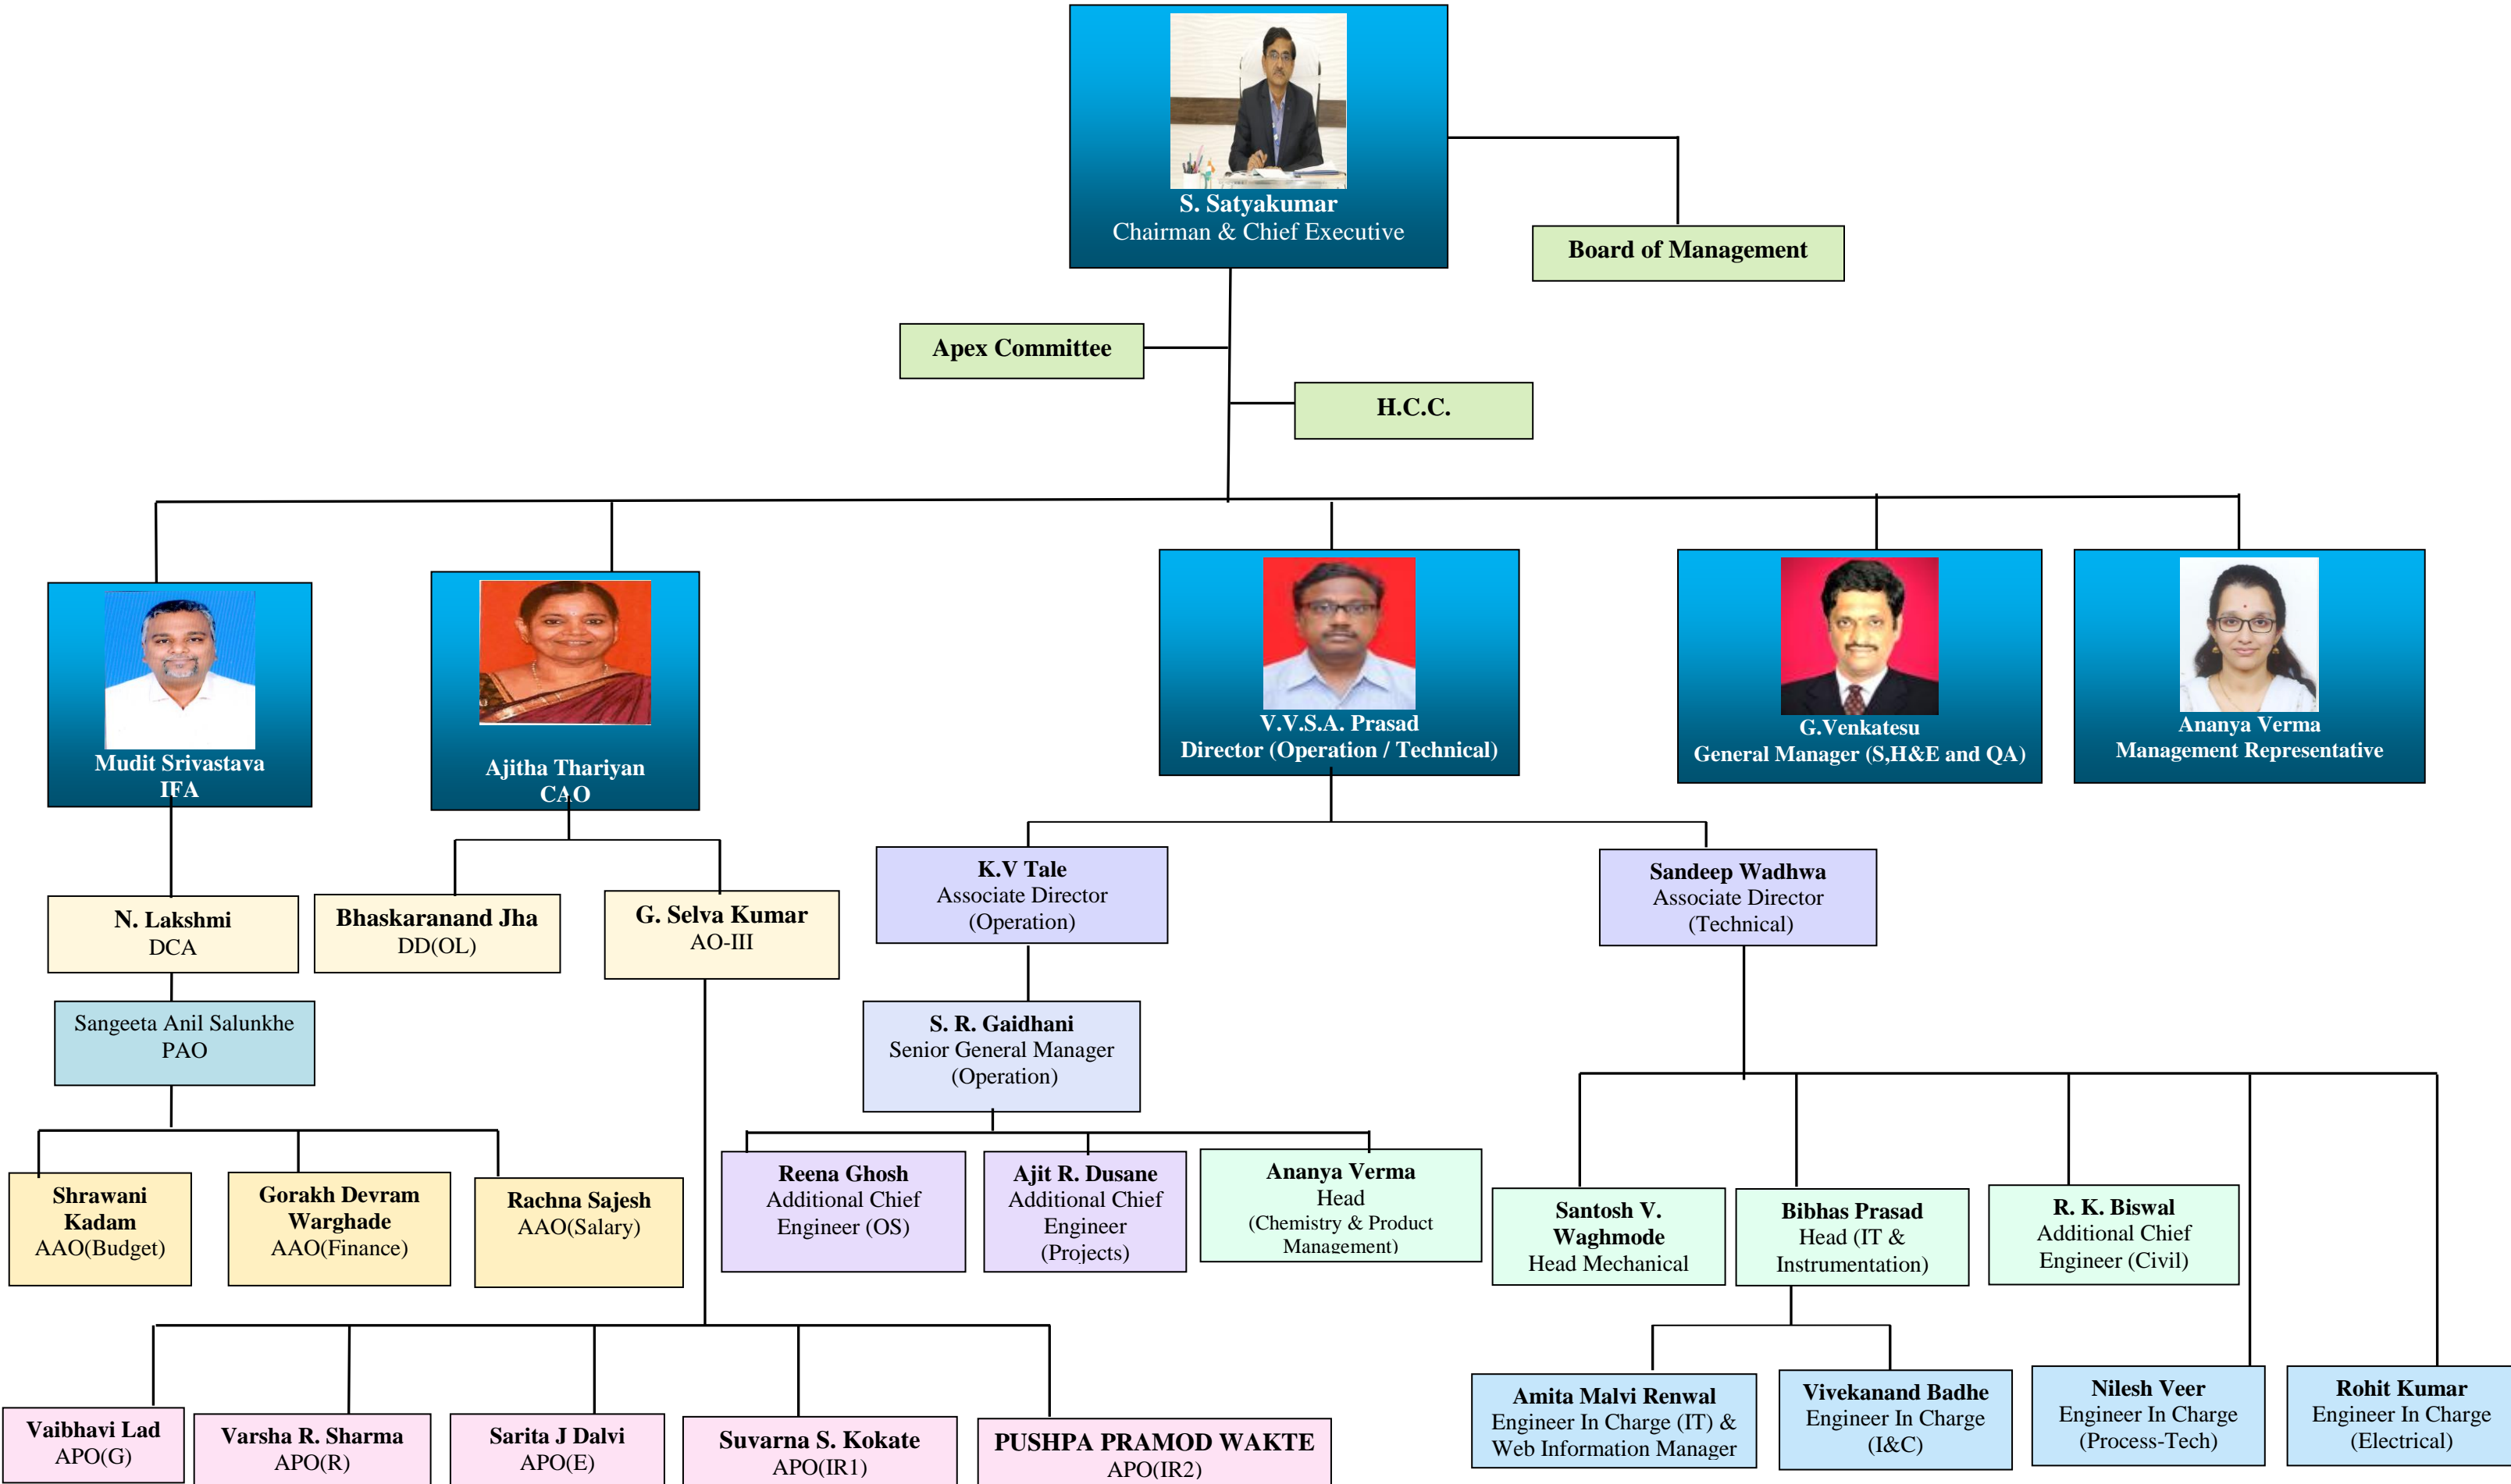 S. Satyakumar
Chairman & Chief Executive
Board of Management
Apex Committee
H.C.C.
Mudit Srivastava
IFA
Ajitha Thariyan
CAO
V.V.S.A. Prasad
Director (Operation / Technical)
G.Venkatesu
General Manager (S,H&E and QA)
Ananya Verma
Management Representative
N. Lakshmi
DCA
Bhaskaranand Jha
DD(OL)
G. Selva Kumar
AO-III
K.V Tale
Associate Director
(Operation)
Sandeep Wadhwa
Associate Director
(Technical)
Sangeeta Anil Salunkhe
PAO
S. R. Gaidhani
Senior General Manager
(Operation)
Shrawani
Kadam
AAO(Budget)
Gorakh Devram
Warghade
AAO(Finance)
Rachna Sajesh
AAO(Salary)
Reena Ghosh
Additional Chief
Engineer (OS)
Ajit R. Dusane
Additional Chief
Engineer
(Projects)
Ananya Verma
Head
(Chemistry & Product
Management)
Santosh V.
Waghmode
Head Mechanical
Bibhas Prasad
Head (IT &
Instrumentation)
R. K. Biswal
Additional Chief
Engineer (Civil)
Vaibhavi Lad
APO(G)
Varsha R. Sharma
APO(R)
Sarita J Dalvi
APO(E)
Suvarna S. Kokate
APO(IR1)
PUSHPA PRAMOD WAKTE
APO(IR2)
Amita Malvi Renwal
Engineer In Charge (IT) &
Web Information Manager
Vivekanand Badhe
Engineer In Charge
(I&C)
Nilesh Veer
Engineer In Charge
(Process-Tech)
Rohit Kumar
Engineer In Charge
(Electrical)